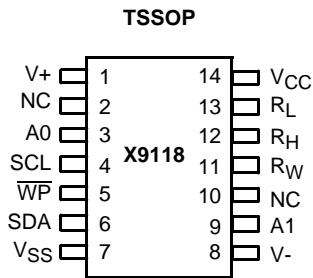 TSSOP
V+ 1 14 VCC
NC 2 13 RL
A0 3 12 RH
X9118
SCL 4 11 RW
WP 5 10 NC
SDA 6 9 A1
VSS 7 8 V-